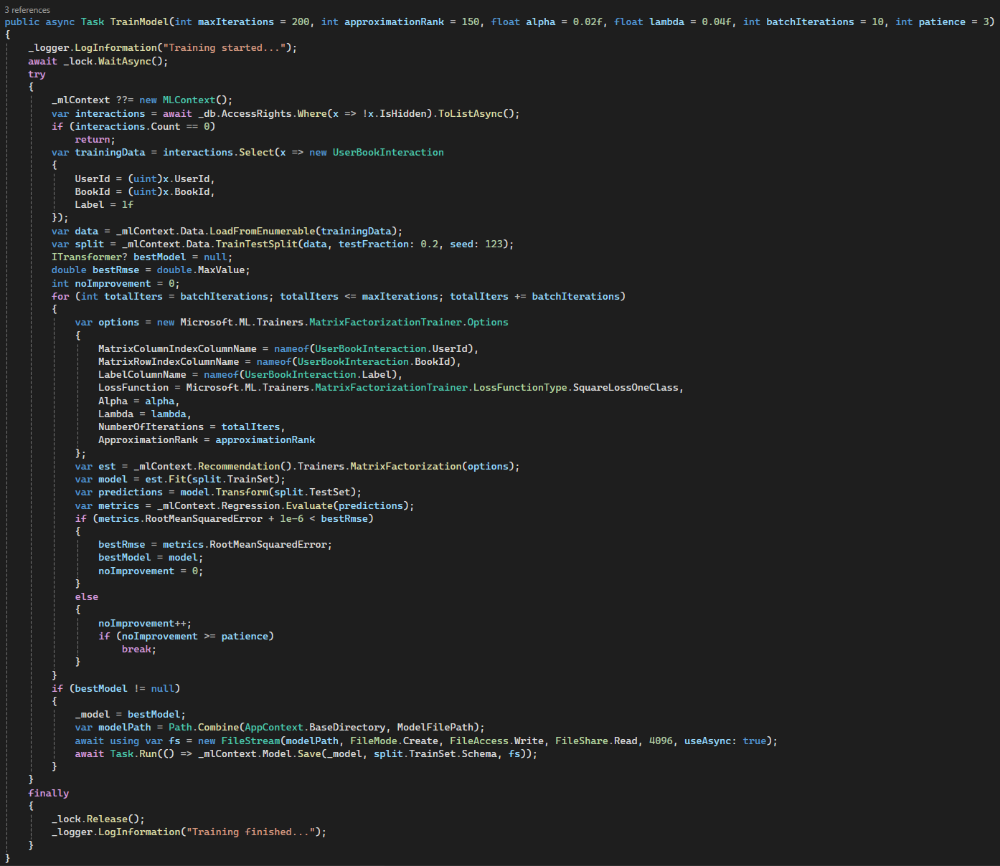 3 references
public async Task TrainModel(int maxIterations = 200, int approximationRank = 150, float alpha = 0.02f, float lambda = 0.04f, int batchIterations = 10, int patience = 3)
{
    _logger.LogInformation("Training started...");
    await _lock.WaitAsync();
    try
    {
        _mlContext ??= new MLContext();
        var interactions = await _db.AccessRights.Where(x => !x.IsHidden).ToListAsync();
        if (interactions.Count == 0)
            return;
        var trainingData = interactions.Select(x => new UserBookInteraction
        {
            UserId = (uint)x.UserId,
            BookId = (uint)x.BookId,
            Label = 1f
        });
        var data = _mlContext.Data.LoadFromEnumerable(trainingData);
        var split = _mlContext.Data.TrainTestSplit(data, testFraction: 0.2, seed: 123);
        ITransformer? bestModel = null;
        double bestRmse = double.MaxValue;
        int noImprovement = 0;
        for (int totalIters = batchIterations; totalIters <= maxIterations; totalIters += batchIterations)
        {
            var options = new Microsoft.ML.Trainers.MatrixFactorizationTrainer.Options
            {
                MatrixColumnIndexColumnName = nameof(UserBookInteraction.UserId),
                MatrixRowIndexColumnName = nameof(UserBookInteraction.BookId),
                LabelColumnName = nameof(UserBookInteraction.Label),
                LossFunction = Microsoft.ML.Trainers.MatrixFactorizationTrainer.LossFunctionType.SquareLossOneClass,
                Alpha = alpha,
                Lambda = lambda,
                NumberOfIterations = totalIters,
                ApproximationRank = approximationRank
            };
            var est = _mlContext.Recommendation().Trainers.MatrixFactorization(options);
            var model = est.Fit(split.TrainSet);
            var predictions = model.Transform(split.TestSet);
            var metrics = _mlContext.Regression.Evaluate(predictions);
            if (metrics.RootMeanSquaredError + 1e-6 < bestRmse)
            {
                bestRmse = metrics.RootMeanSquaredError;
                bestModel = model;
                noImprovement = 0;
            }
            else
            {
                noImprovement++;
                if (noImprovement >= patience)
                    break;
            }
        }
        if (bestModel != null)
        {
            _model = bestModel;
            var modelPath = Path.Combine(AppContext.BaseDirectory, ModelFilePath);
            await using var fs = new FileStream(modelPath, FileMode.Create, FileAccess.Write, FileShare.Read, 4096, useAsync: true);
            await Task.Run(() => _mlContext.Model.Save(_model, split.TrainSet.Schema, fs));
        }
    }
    finally
    {
        _lock.Release();
        _logger.LogInformation("Training finished...");
    }
}